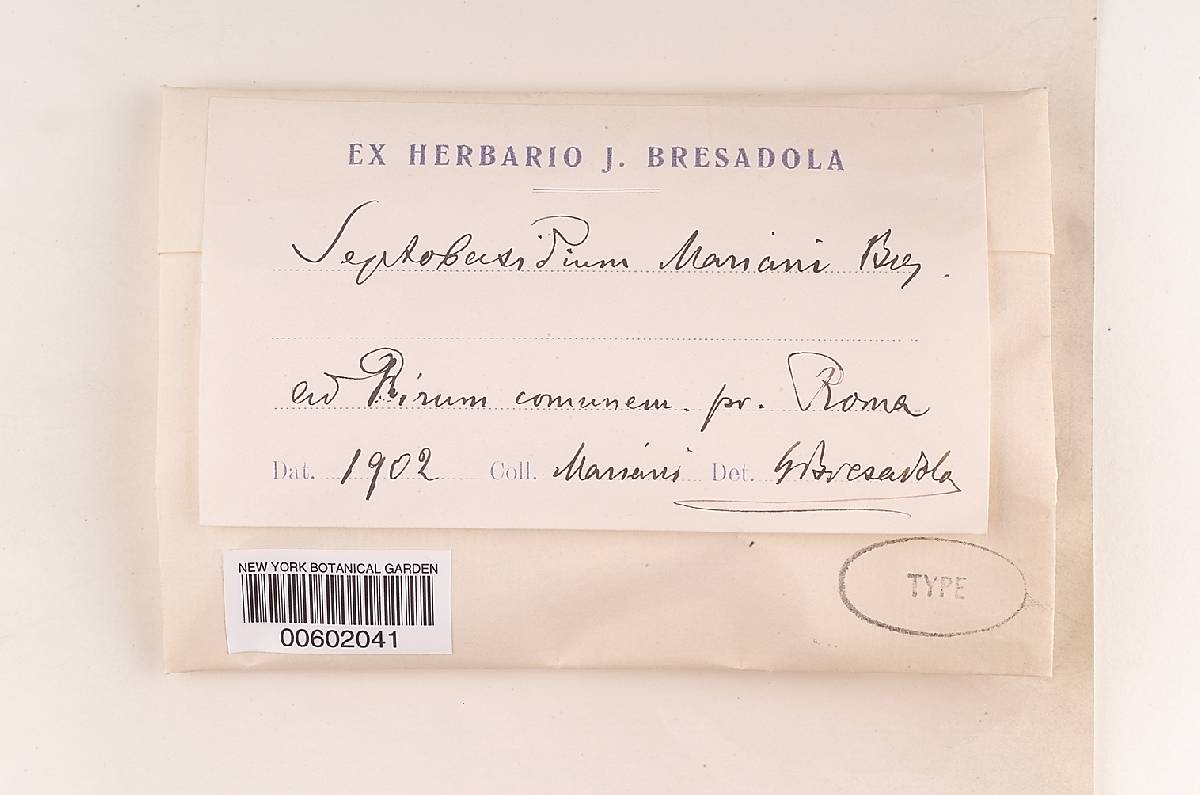 EX HERBARIO J. BRESADOLA
Septobasidium Mariani Bres.
ad Pirum comunem. pr. Roma
Dat. 1902 Coll. Mariani Det. GBresadola
NEW YORK BOTANICAL GARDEN
00602041
TYPE